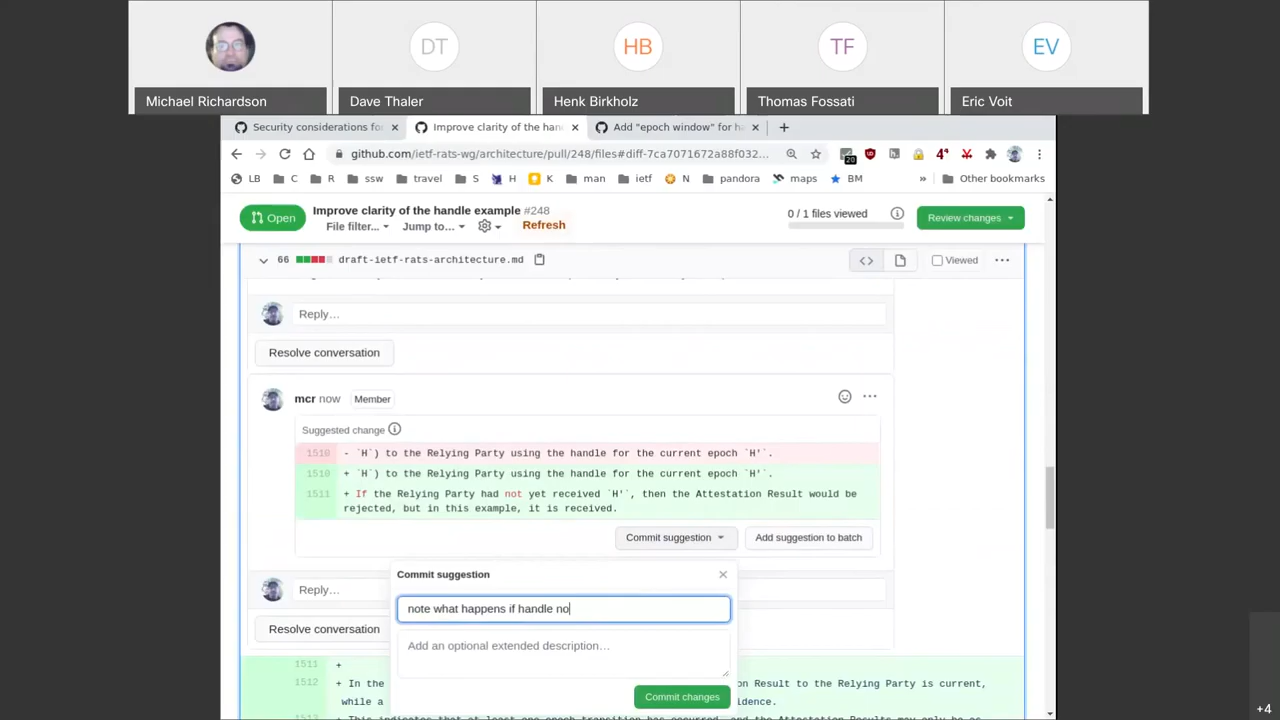 DT
HB
TF
EV
Michael Richardson
Dave Thaler
Henk Birkholz
Thomas Fossati
Eric Voit
Security considerations fo
Improve clarity of the han
Add "epoch window" for ha
github.com/ietf-rats-wg/architecture/pull/248/files#diff-7ca7071672a88f032...
20
4⁴
LB
C
R
ssw
travel
S
H
K
man
ietf
N
pandora
maps
BM
»
Other bookmarks
Open
Improve clarity of the handle example #248
File filter...
Jump to...
Refresh
0 / 1 files viewed
Review changes
66
draft-ietf-rats-architecture.md
Viewed
Reply...
Resolve conversation
mcr now
Member
Suggested change
1510 - `H`) to the Relying Party using the handle for the current epoch `H'`.
1510 + `H`) to the Relying Party using the handle for the current epoch `H'`.
1511 + If the Relying Party had not yet received `H'`, then the Attestation Result would be
rejected, but in this example, it is received.
Commit suggestion
Add suggestion to batch
Commit suggestion
Reply...
note what happens if handle no
Resolve conversation
Add an optional extended description...
1511 +
1512 + In the
on Result to the Relying Party is current,
while a
idence.
Commit changes
+4